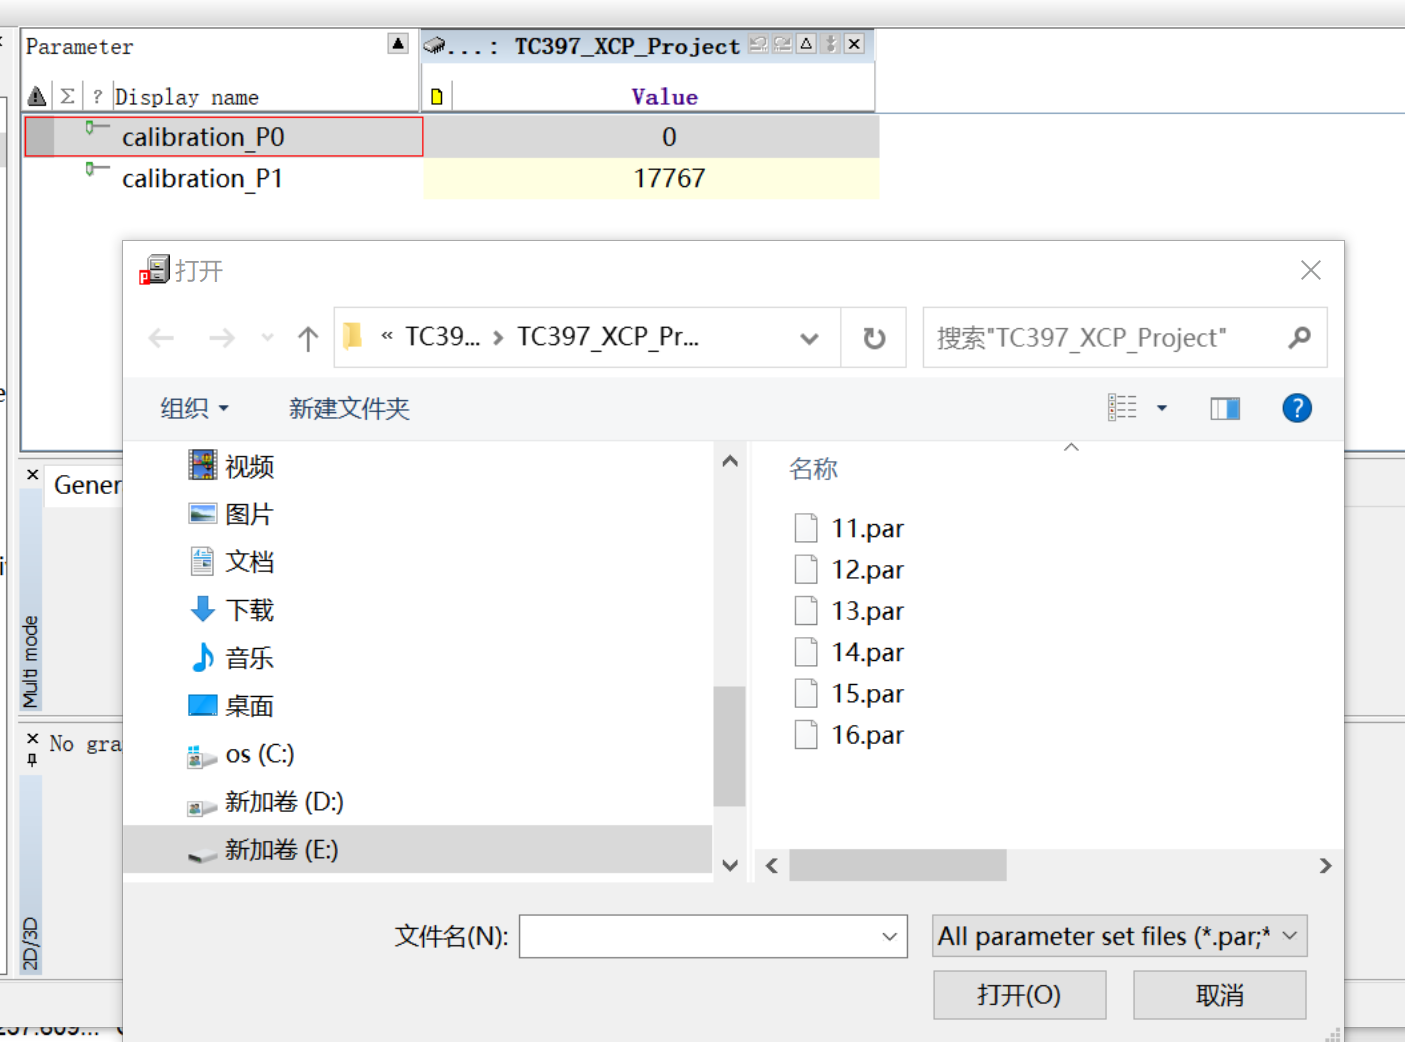 Parameter
...: TC397_XCP_Project
Σ ? Display name
Value
calibration_P0
0
calibration_P1
17767
打开
« TC39... › TC397_XCP_Pr...
搜索"TC397_XCP_Project"
组织
新建文件夹
Gener
Multi mode
No gra
2D/3D
视频
图片
文档
下载
音乐
桌面
os (C:)
新加卷 (D:)
新加卷 (E:)
名称
11.par
12.par
13.par
14.par
15.par
16.par
文件名(N):
All parameter set files (*.par;*
打开(O)
取消